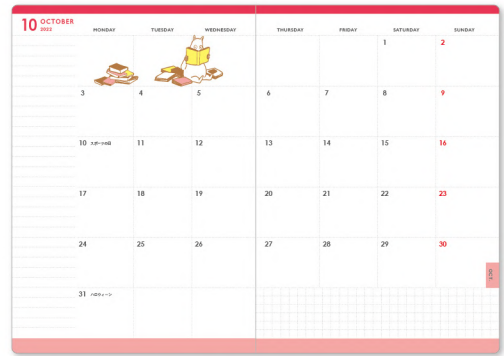 10 OCTOBER
2022
MONDAY TUESDAY WEDNESDAY THURSDAY FRIDAY SATURDAY SUNDAY
1 2
3 4 5 6 7 8 9
10 スポーツの日 11 12 13 14 15 16
17 18 19 20 21 22 23
24 25 26 27 28 29 30
OCT
31 ハロウィーン